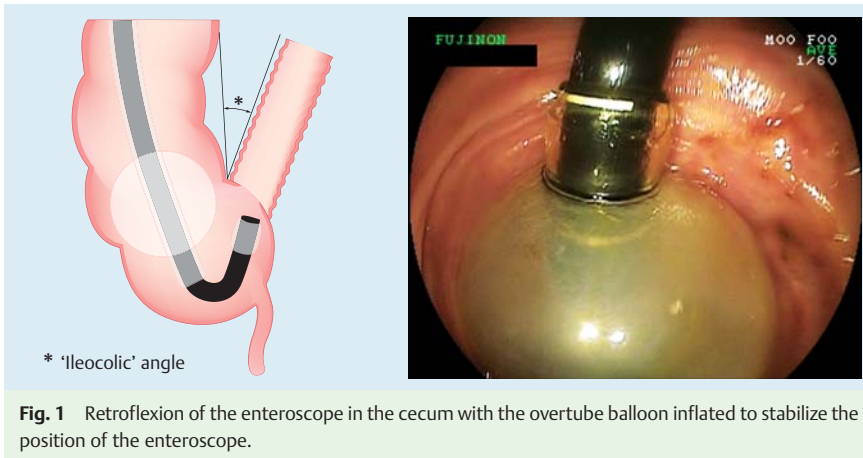 *
* 'Ileocolic' angle
FUJINON
MOO FOO
AVE
1/60
Fig. 1 Retroflexion of the enteroscope in the cecum with the overtube balloon inflated to stabilize the
position of the enteroscope.